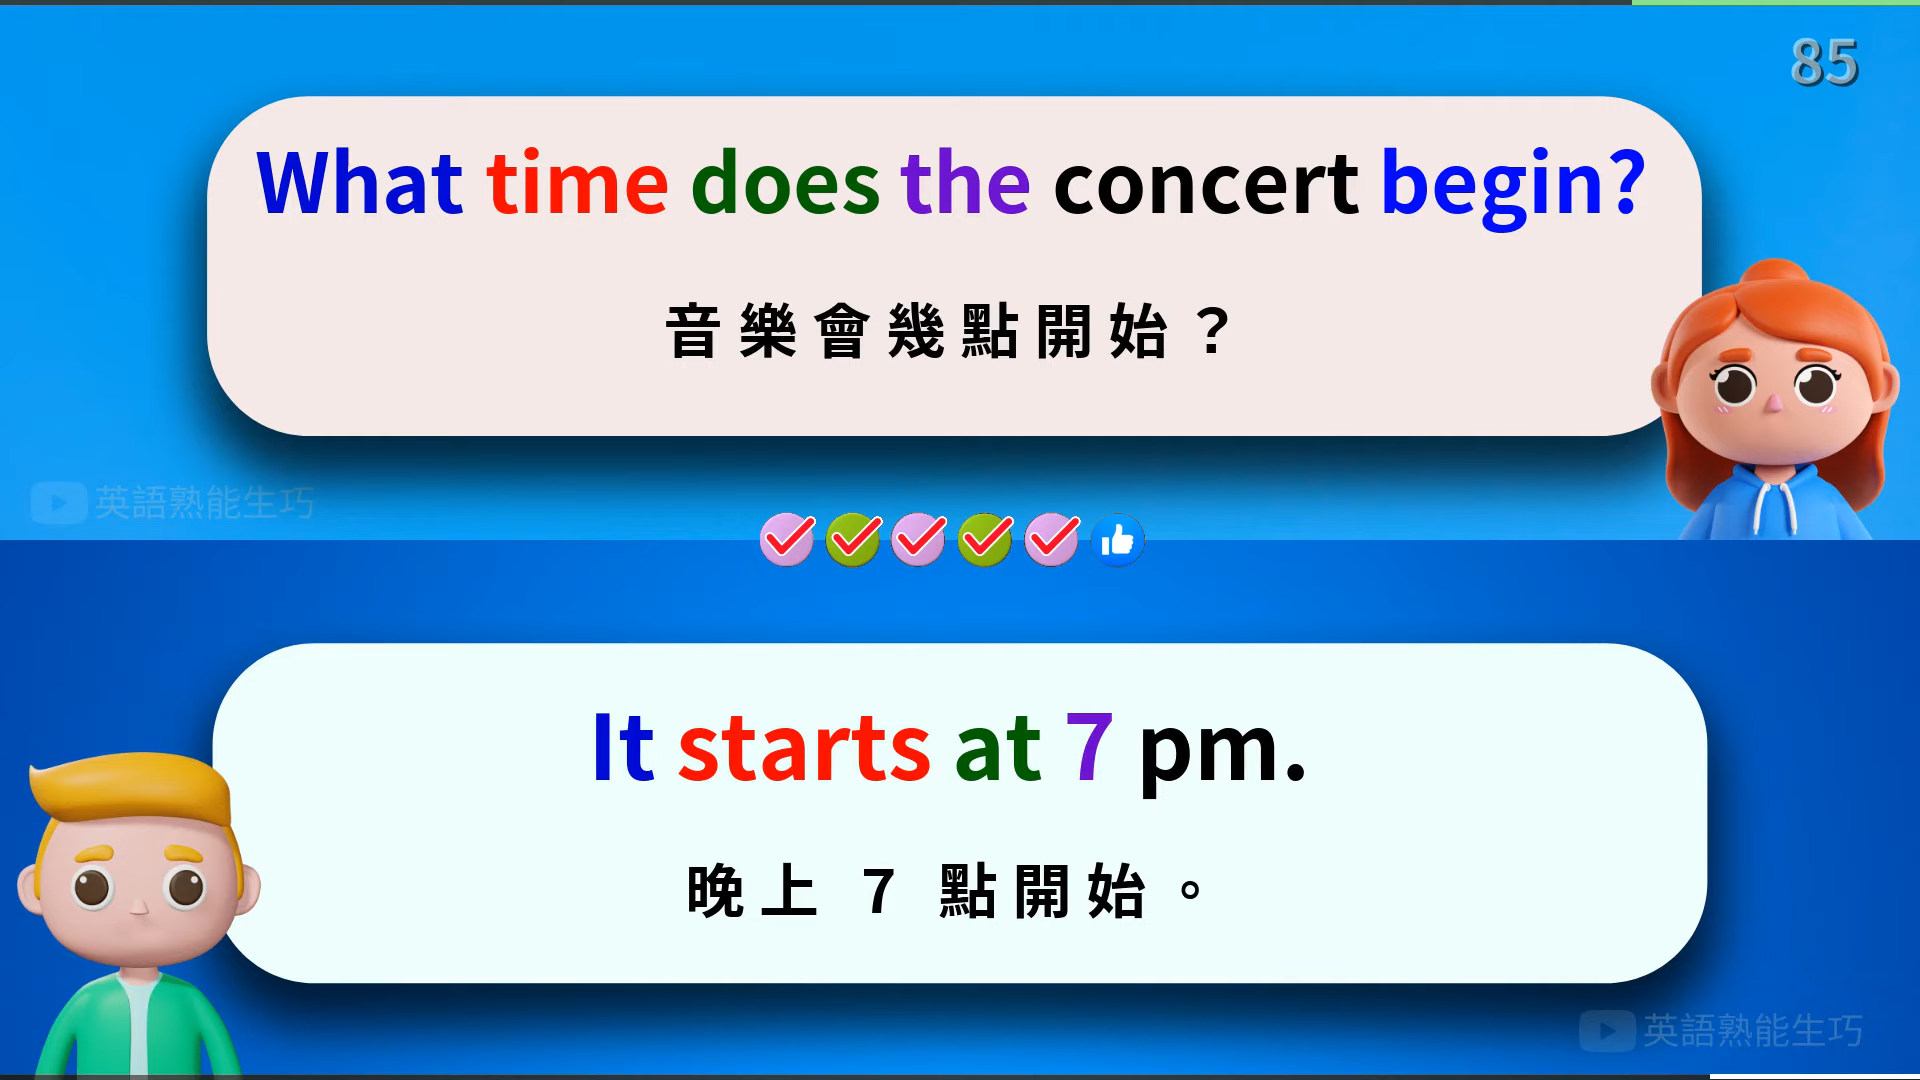 85
What time does the concert begin?
音樂會幾點開始？
英語熟能生巧
It starts at 7 pm.
晚上 7 點開始。
英語熟能生巧